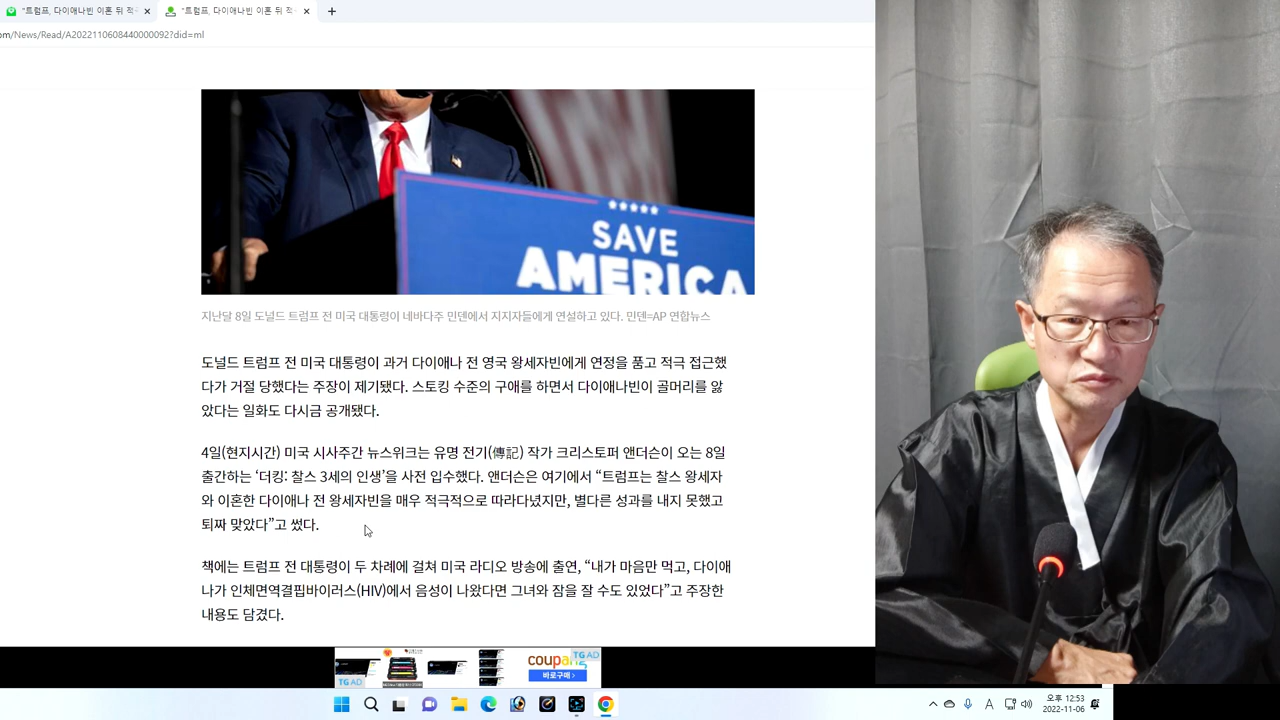 "트럼프, 다이애나빈 이혼 뒤 적
"트럼프, 다이애나빈 이혼 뒤 적
om/News/Read/A2022110608440000092?did=ml
SAVE
AMERICA
지난달 8일 도널드 트럼프 전 미국 대통령이 네바다주 민덴에서 지지자들에게 연설하고 있다. 민덴=AP 연합뉴스
도널드 트럼프 전 미국 대통령이 과거 다이애나 전 영국 왕세자빈에게 연정을 품고 적극 접근했
다가 거절 당했다는 주장이 제기됐다. 스토킹 수준의 구애를 하면서 다이애나빈이 골머리를 앓
았다는 일화도 다시금 공개됐다.
4일(현지시간) 미국 시사주간 뉴스위크는 유명 전기(傳記) 작가 크리스토퍼 앤더슨이 오는 8일
출간하는 ‘더킹: 찰스 3세의 인생’을 사전 입수했다. 앤더슨은 여기에서 “트럼프는 찰스 왕세자
와 이혼한 다이애나 전 왕세자빈을 매우 적극적으로 따라다녔지만, 별다른 성과를 내지 못했고
퇴짜 맞았다”고 썼다.
책에는 트럼프 전 대통령이 두 차례에 걸쳐 미국 라디오 방송에 출연, “내가 마음만 먹고, 다이애
나가 인체면역결핍바이러스(HIV)에서 음성이 나왔다면 그녀와 잠을 잘 수도 있었다”고 주장한
내용도 담겼다.
TG AD
coupang
TG AD
바로구매 >
A
오후 12:53
2022-11-06